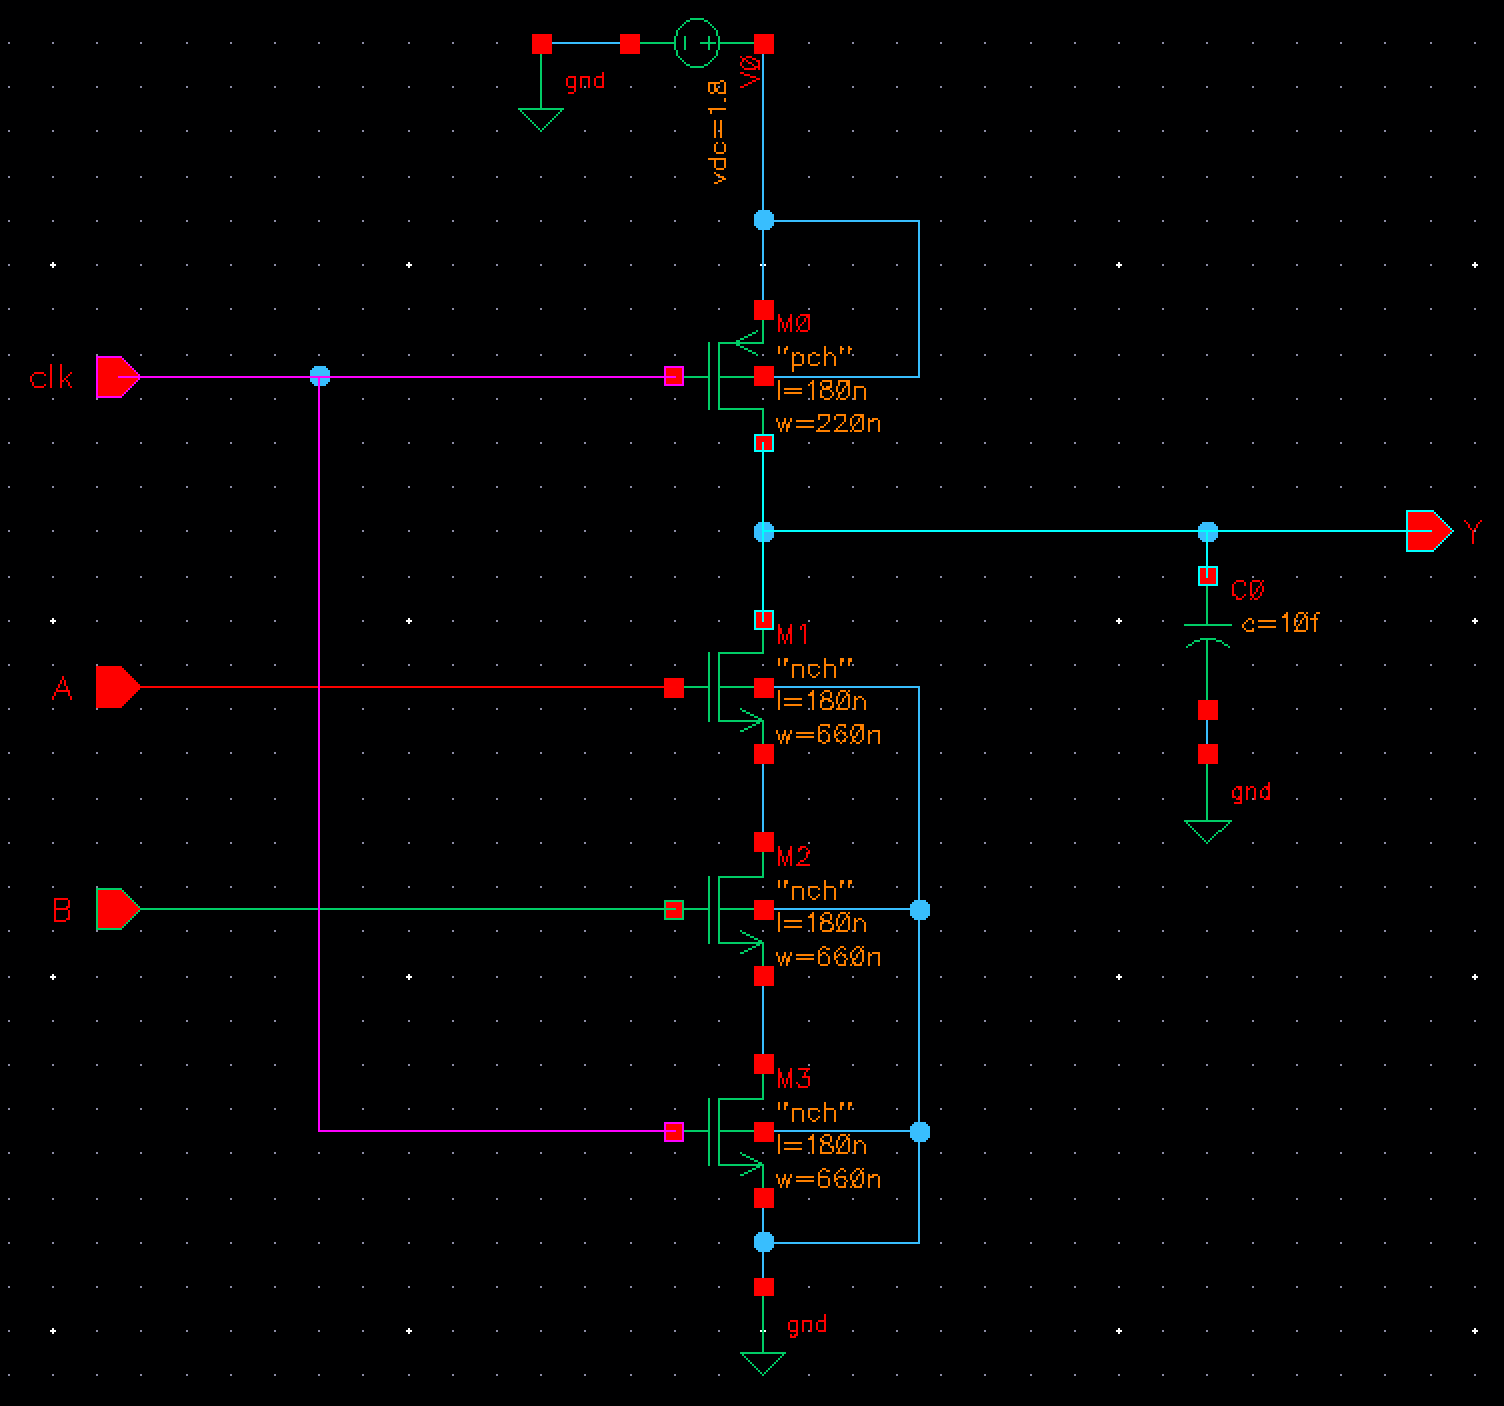 gnd
V0
vdc=1.8
clk
M0
"pch"
l=180n
w=220n
Y
C0
c=10f
gnd
A
M1
"nch"
l=180n
w=660n
B
M2
"nch"
l=180n
w=660n
M3
"nch"
l=180n
w=660n
gnd